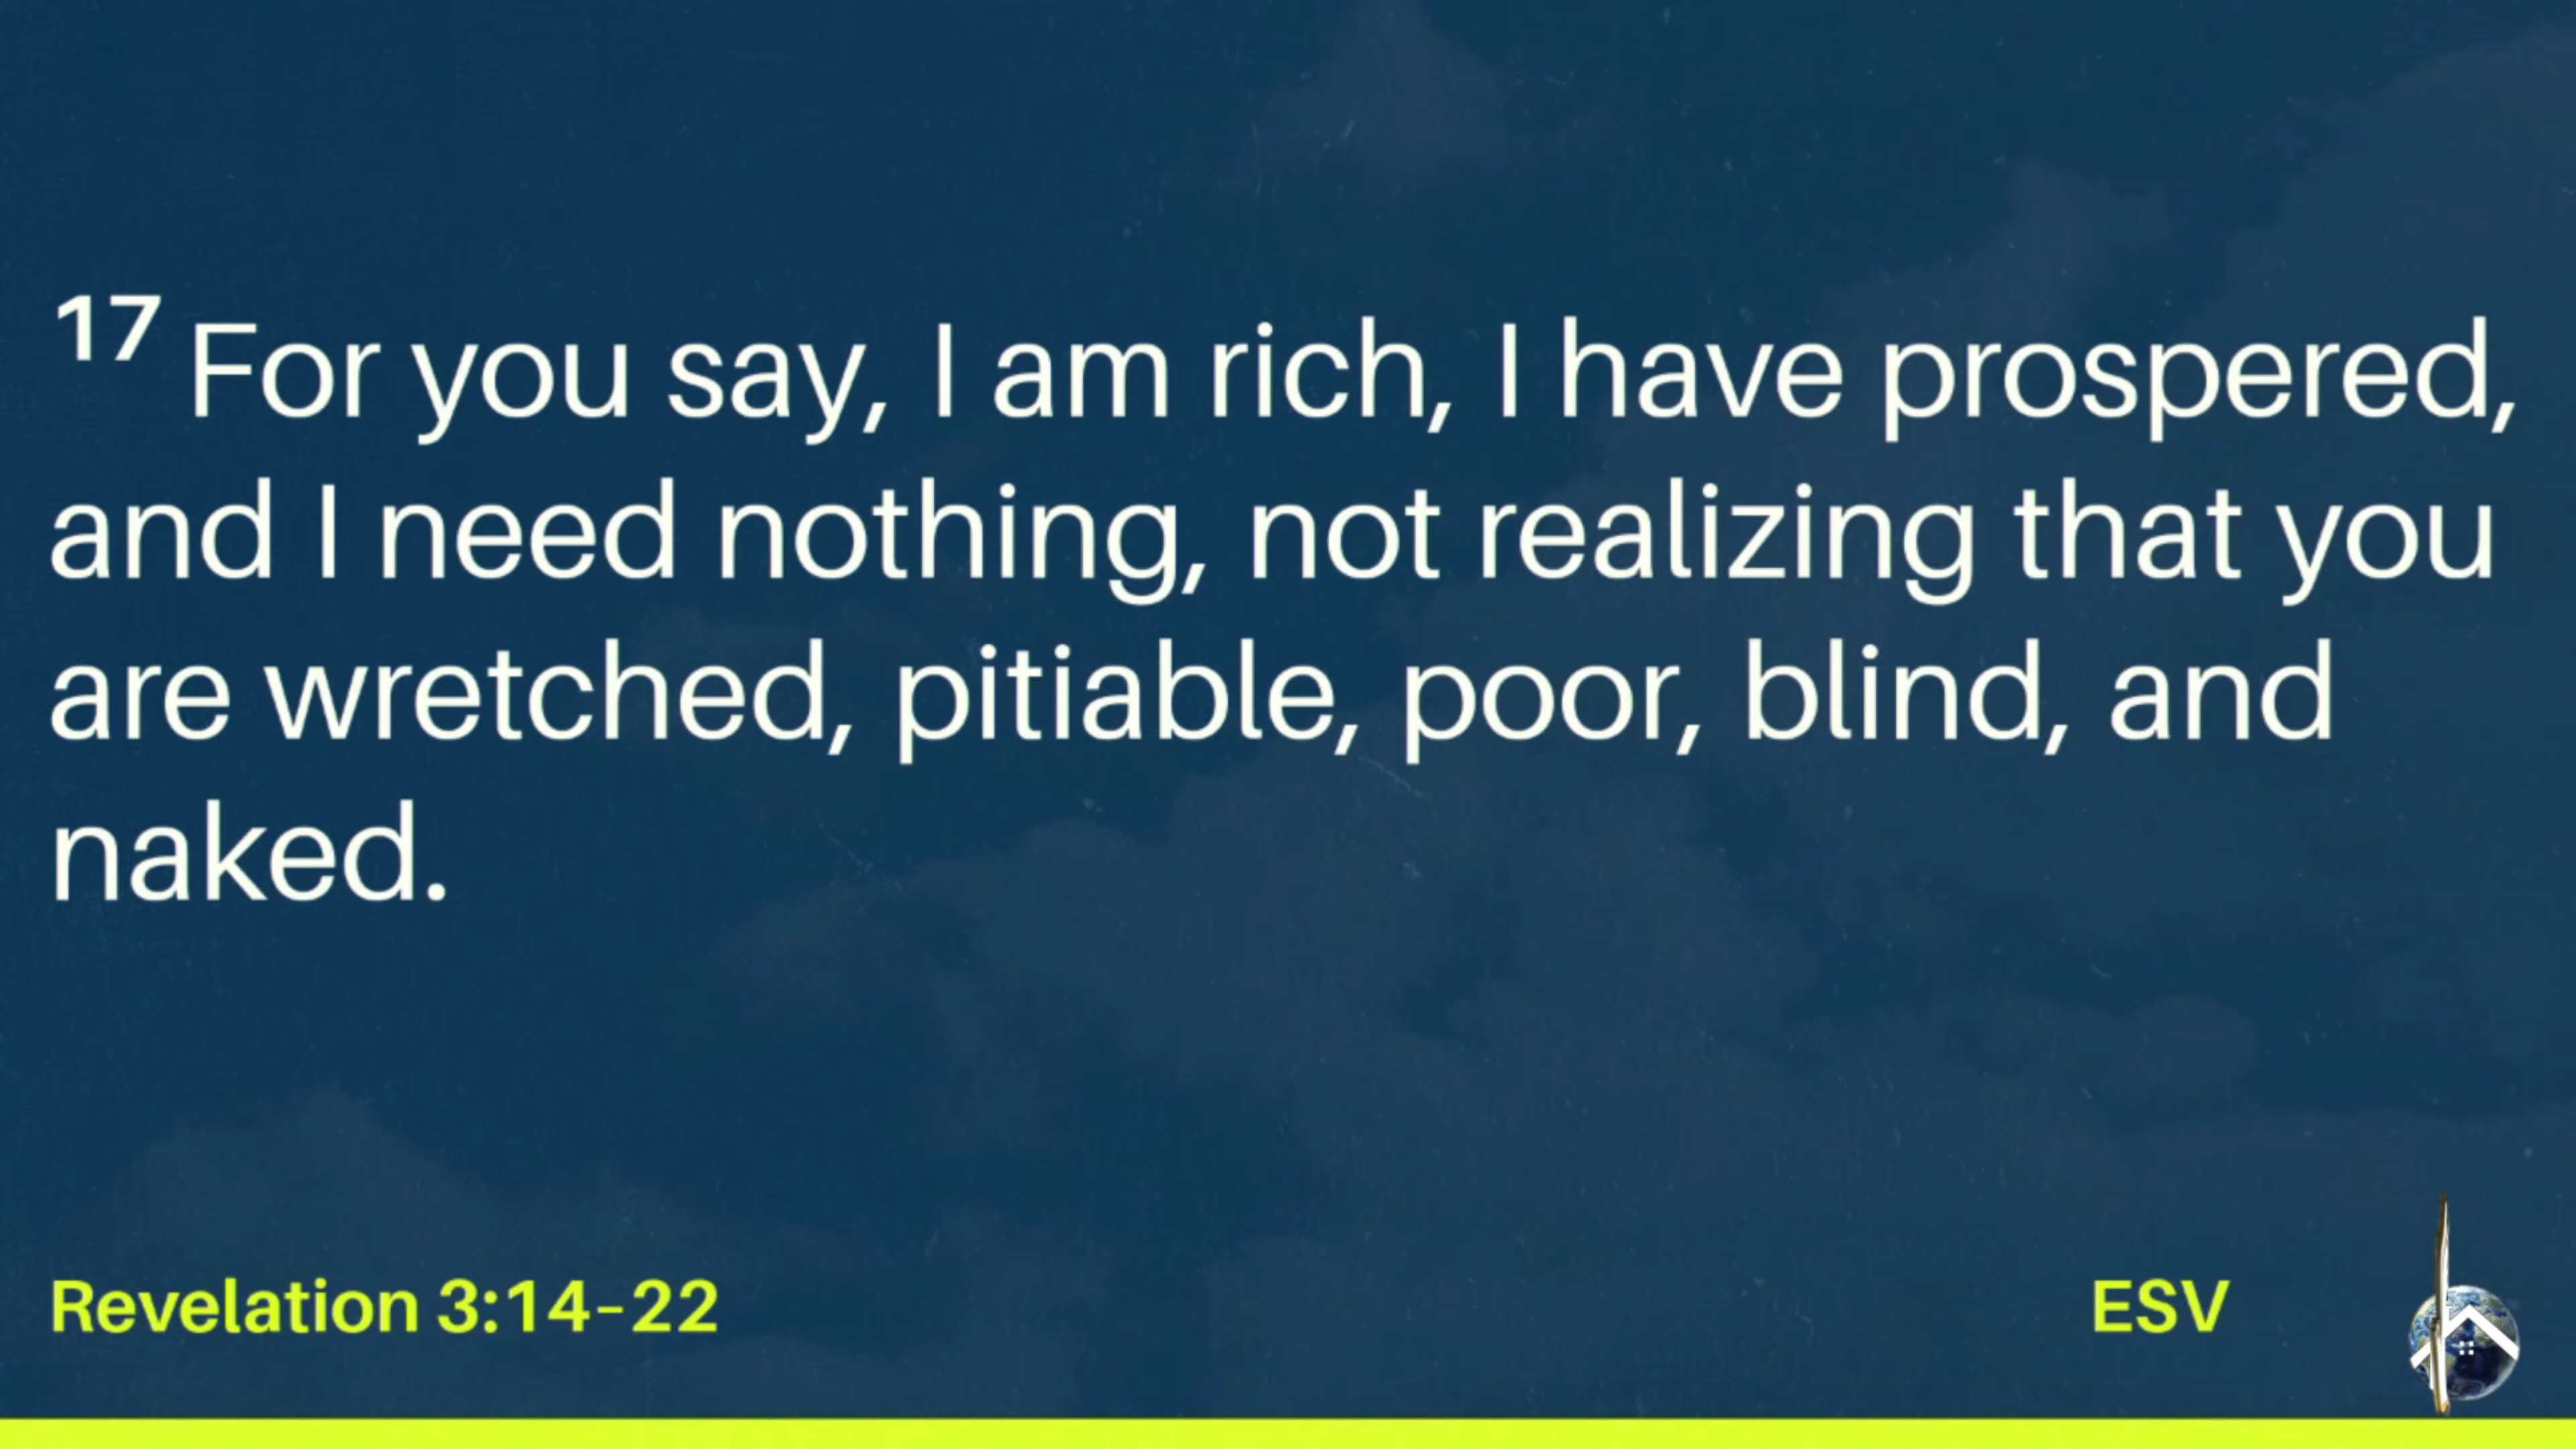 17 For you say, I am rich, I have prospered,
and I need nothing, not realizing that you
are wretched, pitiable, poor, blind, and
naked.
Revelation 3:14–22
ESV